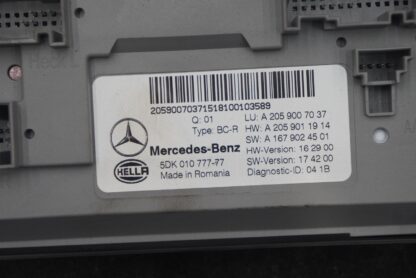 20590070371518100103589
Q: 01
LU: A 205 900 70 37
Type: BC-R
HW: A 205 901 19 14
SW: A 167 902 45 01
Mercedes-Benz
HW-Version: 16 29 00
HELLA
5DK 010 777-77
SW-Version: 17 42 00
Made in Romania
Diagnostic-ID: 04 1B